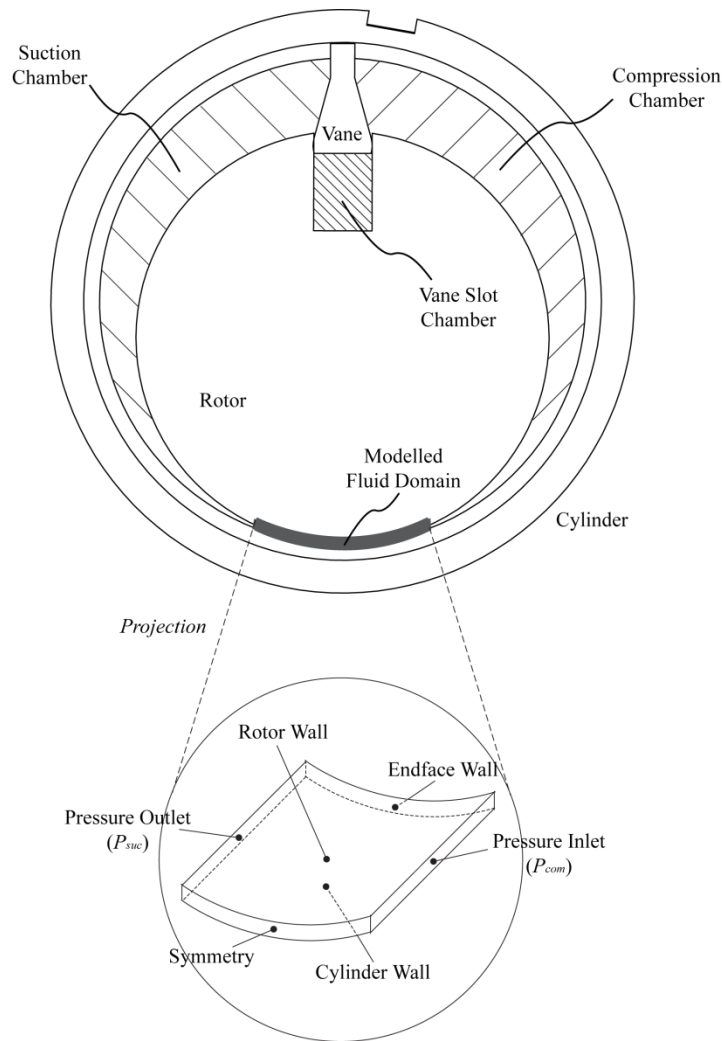 Suction
Chamber
Compression
Chamber
Vane
Vane Slot
Chamber
Rotor
Modelled
Fluid Domain
Cylinder
Projection
Rotor Wall
Endface Wall
Pressure Outlet
(Psuc)
Pressure Inlet
(Pcom)
Symmetry
Cylinder Wall